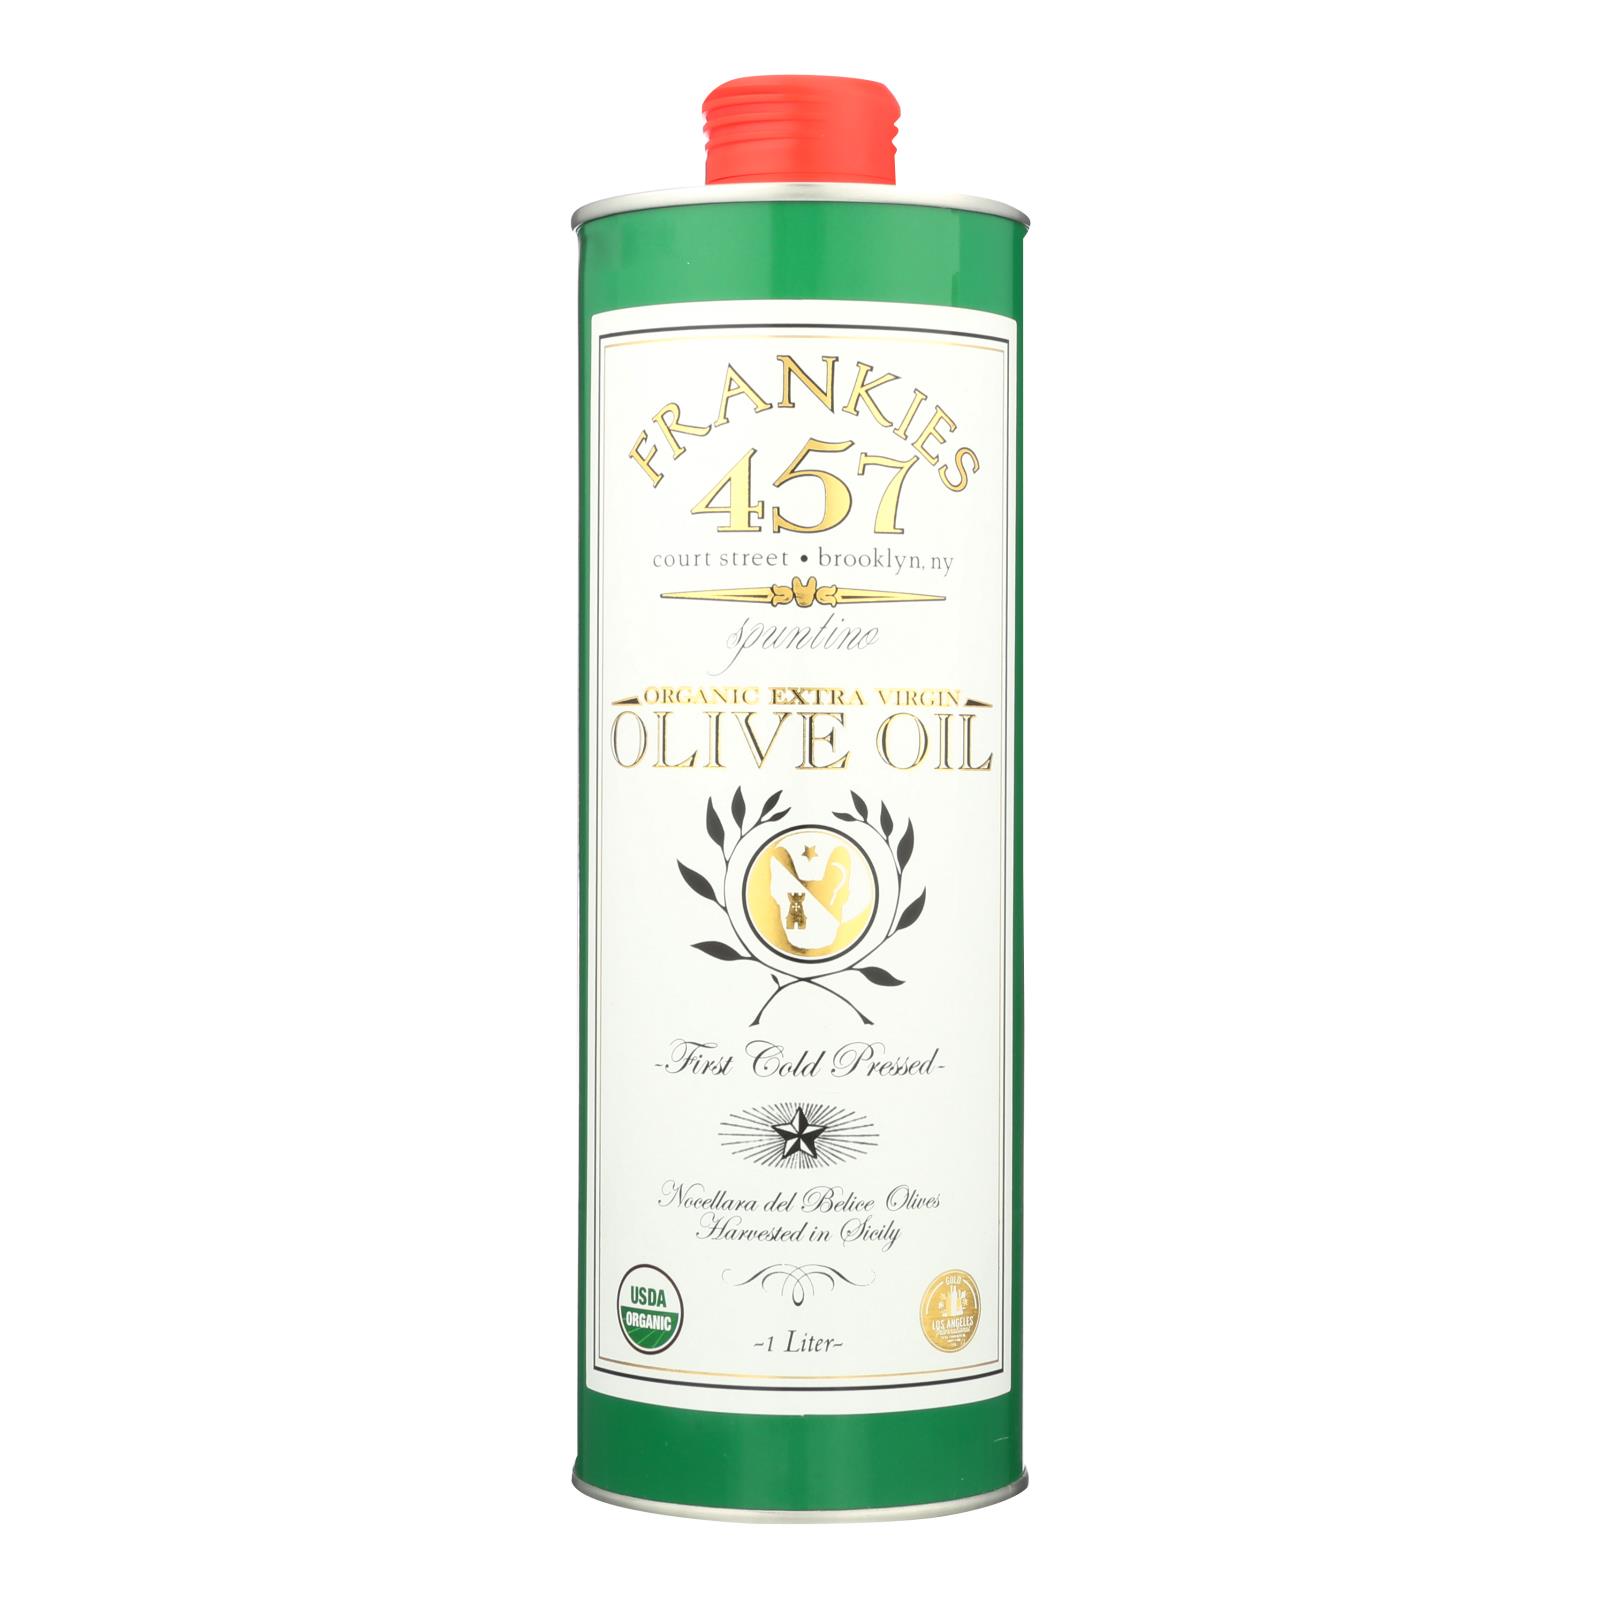 FRANKIES
457
court street • brooklyn, ny
spuntino
ORGANIC EXTRA VIRGIN
OLIVE OIL
-First Cold Pressed-
Nocellara del Belice Olives
Harvested in Sicily
USDA
ORGANIC
GOLD
LOS ANGELES
International
~1 Liter~